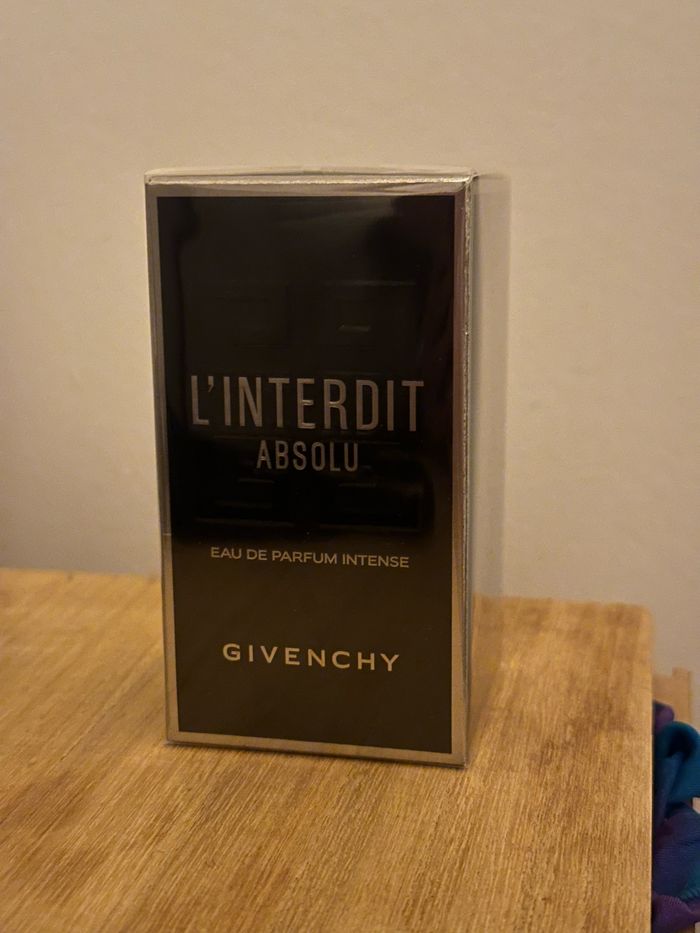 L'INTERDIT
ABSOLU
EAU DE PARFUM INTENSE
GIVENCHY